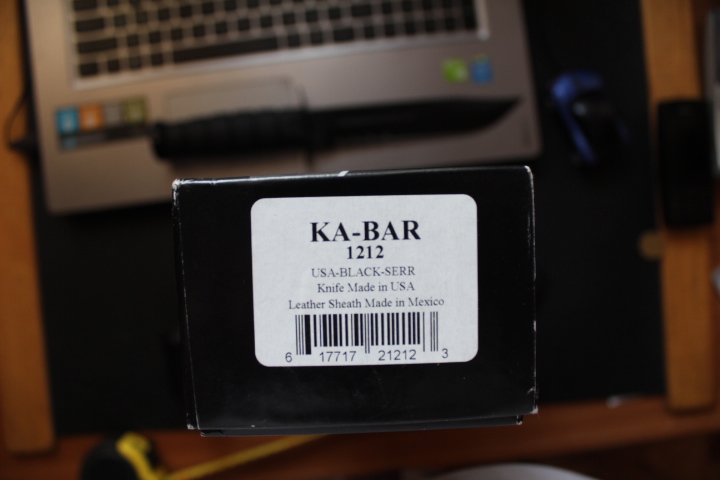 KA-BAR
1212
USA-BLACK-SERR
Knife Made in USA
Leather Sheath Made in Mexico
6 17717 21212 3